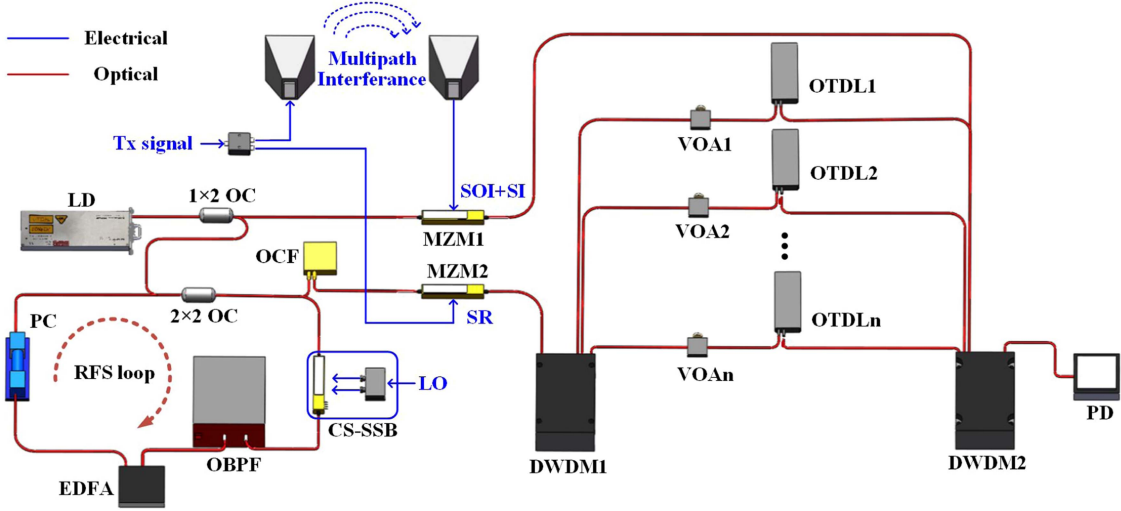 Electrical
Optical
Multipath
Interferance
Tx signal
LD
1×2 OC
SOI+SI
MZM1
OCF
MZM2
SR
2×2 OC
PC
RFS loop
LO
CS-SSB
OBPF
EDFA
OTDL1
VOA1
OTDL2
VOA2
OTDLn
VOAn
DWDM1
DWDM2
PD